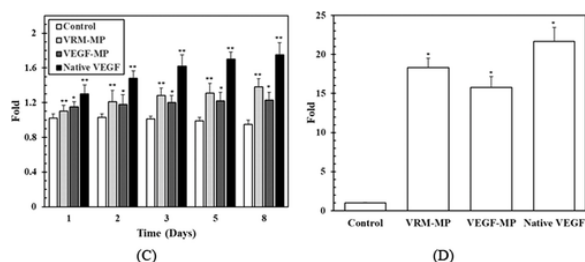 2
1.6
1.2
0.8
0.4
0
Fold
Control
VRM-MP
VEGF-MP
Native VEGF
** * **
** * **
** * **
** * **
** * **
1 2 3 5 8
Time (Days)
(C)
25
20
15
10
5
0
Fold
* * *
Control VRM-MP VEGF-MP Native VEGF
(D)